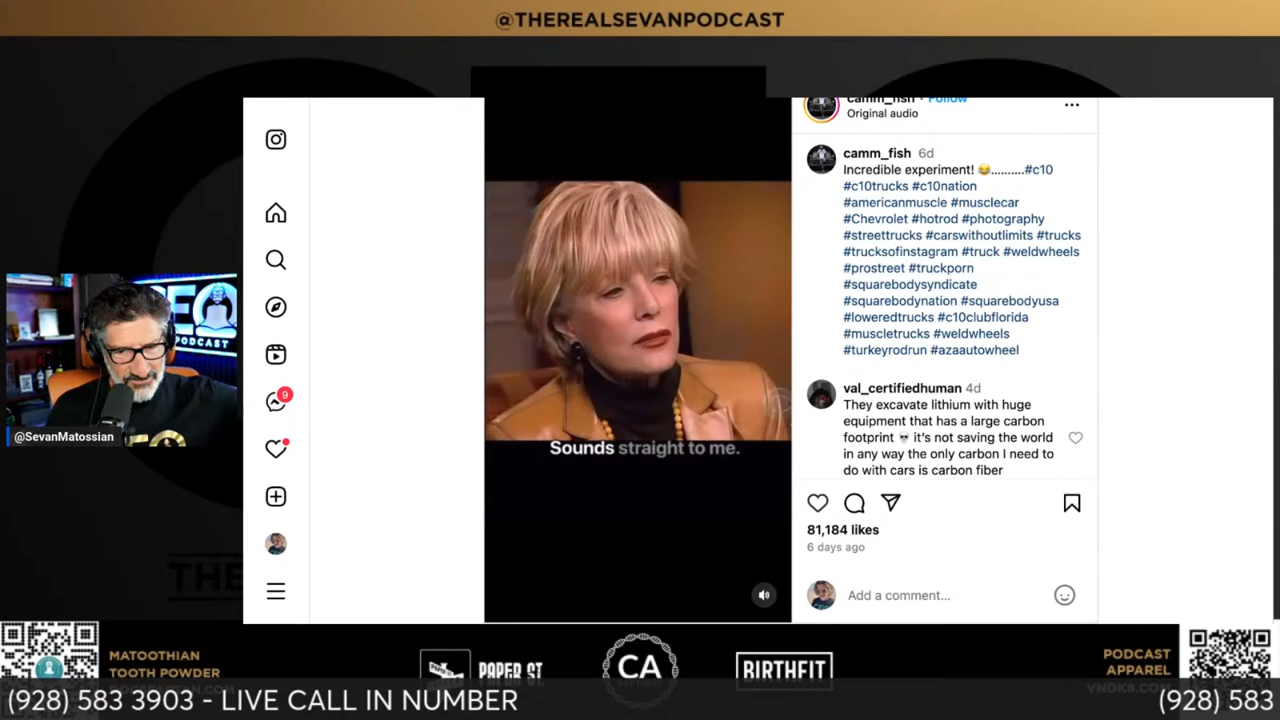 @THEREALSEVANPODCAST
camm_fish • Follow
Original audio
camm_fish 6d
Incredible experiment! 😂..........#c10
#c10trucks #c10nation
#americanmuscle #musclecar
#Chevrolet #hotrod #photography
#streettrucks #carswithoutlimits #trucks
#trucksofinstagram #truck #weldwheels
#prostreet #truckporn
#squarebodysyndicate
#squarebodynation #squarebodyusa
#loweredtrucks #c10clubflorida
#muscletrucks #weldwheels
#turkeyrodrun #azaautowheel
val_certifiedhuman 4d
They excavate lithium with huge
equipment that has a large carbon
footprint 💀 it's not saving the world
in any way the only carbon I need to
do with cars is carbon fiber
81,184 likes
6 days ago
Add a comment...
9
Sounds straight to me.
PODCAST
@SevanMatossian
THE
MATOOTHIAN
TOOTH POWDER
PAPER ST
CA
BIRTHFIT
PODCAST
APPAREL
VNDK8.COM
(928) 583 3903 - LIVE CALL IN NUMBER
(928) 583